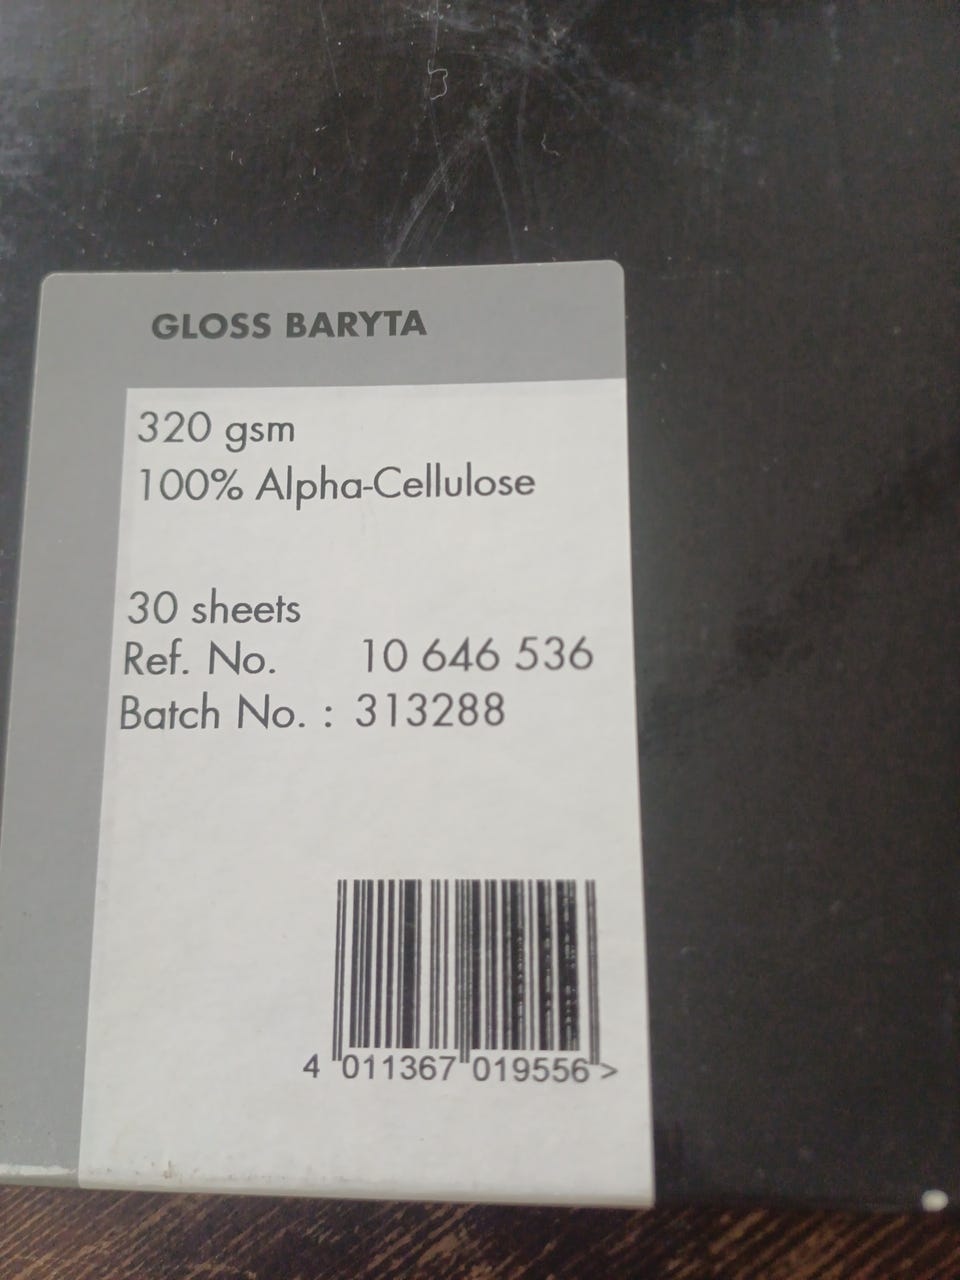 GLOSS BARYTA
320 gsm
100% Alpha-Cellulose
30 sheets
Ref. No. 10 646 536
Batch No. : 313288
4 011367 019556 >